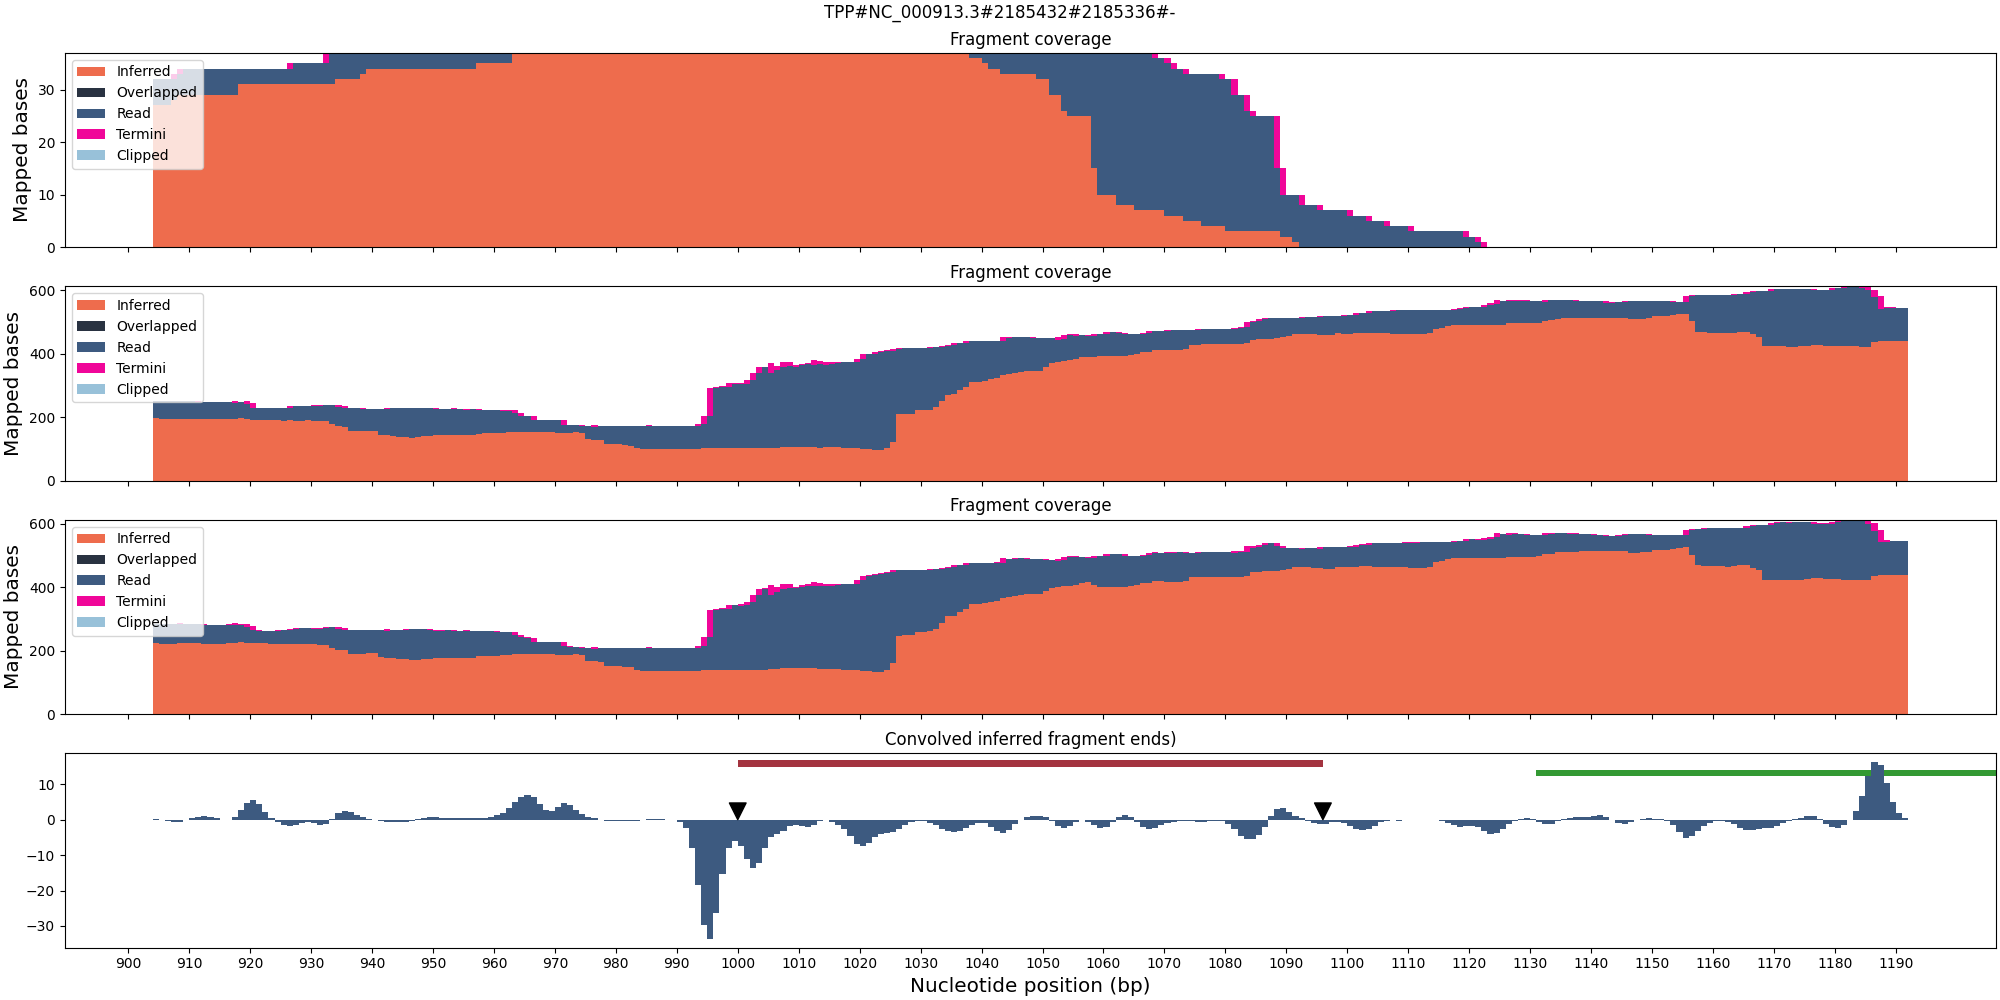 TPP#NC_000913.3#2185432#2185336#-
Fragment coverage
Mapped bases
30
20
10
0
Inferred
Overlapped
Read
Termini
Clipped
Fragment coverage
Mapped bases
600
400
200
0
Inferred
Overlapped
Read
Termini
Clipped
Fragment coverage
Mapped bases
600
400
200
0
Inferred
Overlapped
Read
Termini
Clipped
Convolved inferred fragment ends)
10
0
−10
−20
−30
900 910 920 930 940 950 960 970 980 990 1000 1010 1020 1030 1040 1050 1060 1070 1080 1090 1100 1110 1120 1130 1140 1150 1160 1170 1180 1190
Nucleotide position (bp)